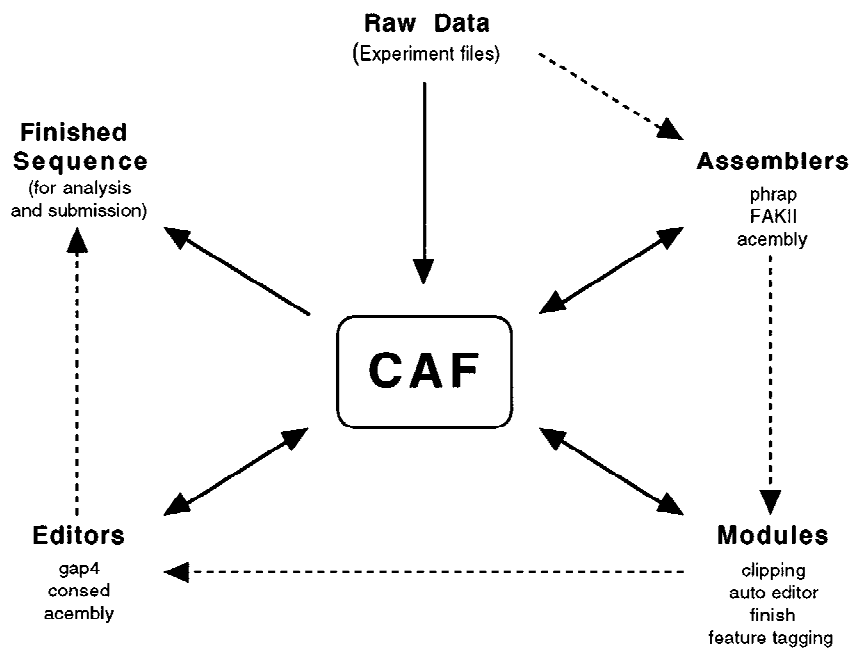 Raw Data
(Experiment files)
Finished
Sequence
(for analysis
and submission)
Assemblers
phrap
FAKII
acembly
CAF
Editors
gap4
consed
acembly
Modules
clipping
auto editor
finish
feature tagging